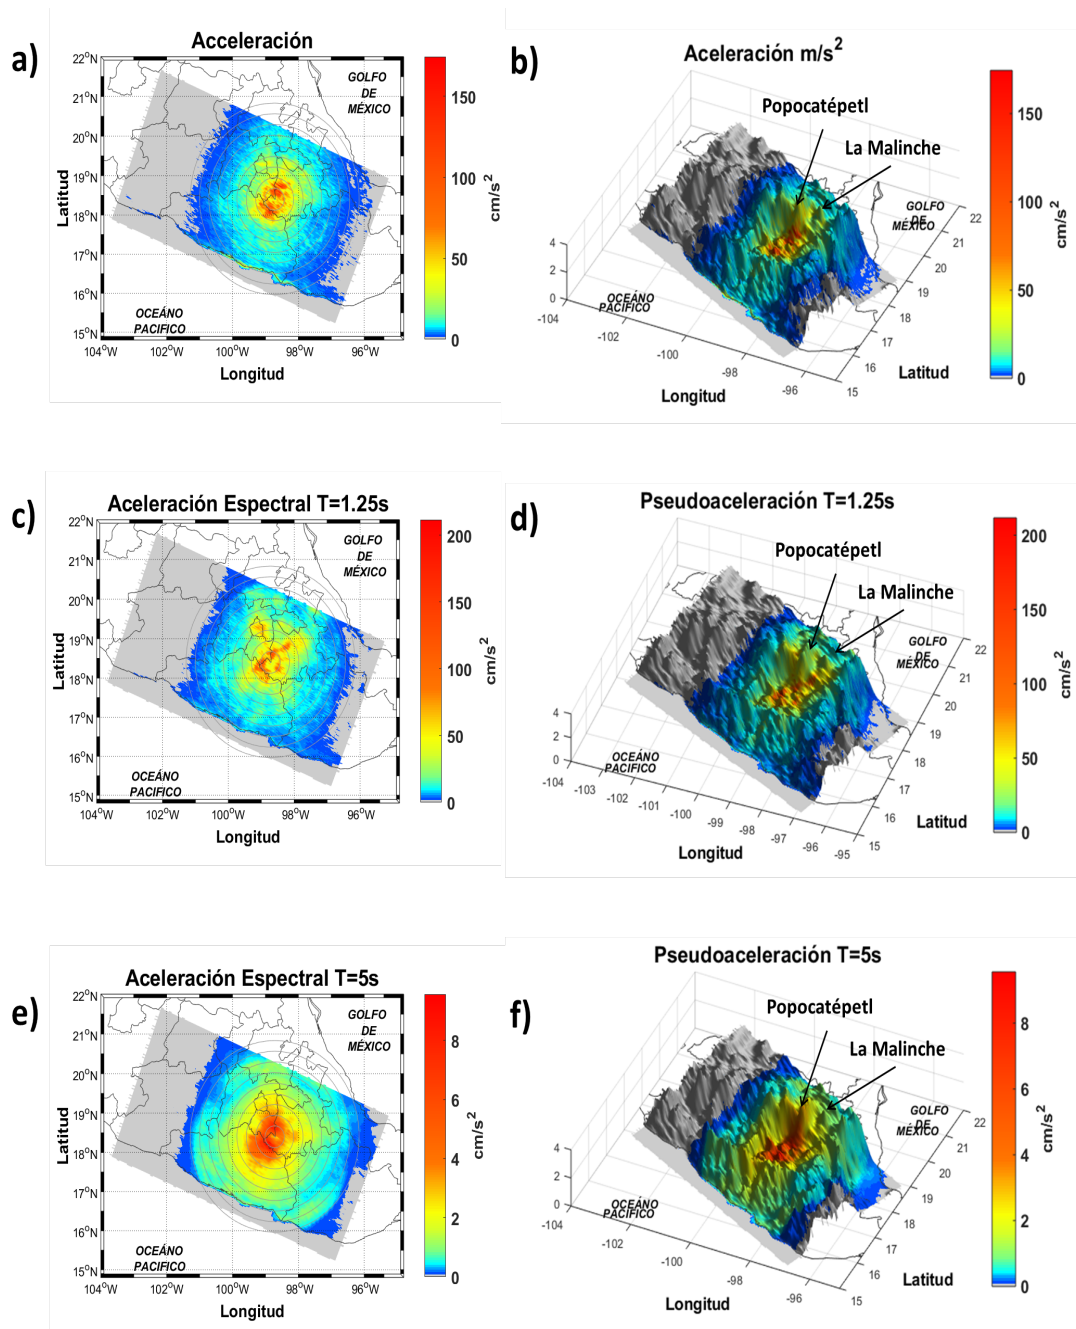 a)
Acceleración
22°N
21°N
20°N
19°N
18°N
17°N
16°N
15°N
104°W
102°W
100°W
98°W
96°W
Latitud
Longitud
GOLFO
DE
MÉXICO
OCEÁNO
PACIFICO
150
100
50
0
cm/s²
b)
Aceleración m/s²
Popocatépetl
La Malinche
GOLFO
DE
MÉXICO
OCEÁNO
PACIFICO
4
2
0
-104
-102
-100
-98
-96
15
16
17
18
19
20
21
22
Longitud
Latitud
150
100
50
0
cm/s²
c)
Aceleración Espectral T=1.25s
22°N
21°N
20°N
19°N
18°N
17°N
16°N
15°N
104°W
102°W
100°W
98°W
96°W
Latitud
Longitud
GOLFO
DE
MÉXICO
OCEÁNO
PACIFICO
200
150
100
50
0
cm/s²
d)
Pseudoaceleración T=1.25s
Popocatépetl
La Malinche
GOLFO
DE
MÉXICO
OCEÁNO
PACIFICO
4
2
0
-104
-103
-102
-101
-100
-99
-98
-97
-96
-95
15
16
17
18
19
20
21
22
Longitud
Latitud
200
150
100
50
0
cm/s²
e)
Aceleración Espectral T=5s
22°N
21°N
20°N
19°N
18°N
17°N
16°N
15°N
104°W
102°W
100°W
98°W
96°W
Latitud
Longitud
GOLFO
DE
MÉXICO
OCEÁNO
PACIFICO
8
6
4
2
0
cm/s²
f)
Pseudoaceleración T=5s
Popocatépetl
La Malinche
GOLFO
DE
MÉXICO
OCEÁNO
PACIFICO
4
2
0
-104
-102
-100
-98
-96
15
16
17
18
19
20
21
22
Longitud
Latitud
8
6
4
2
0
cm/s²